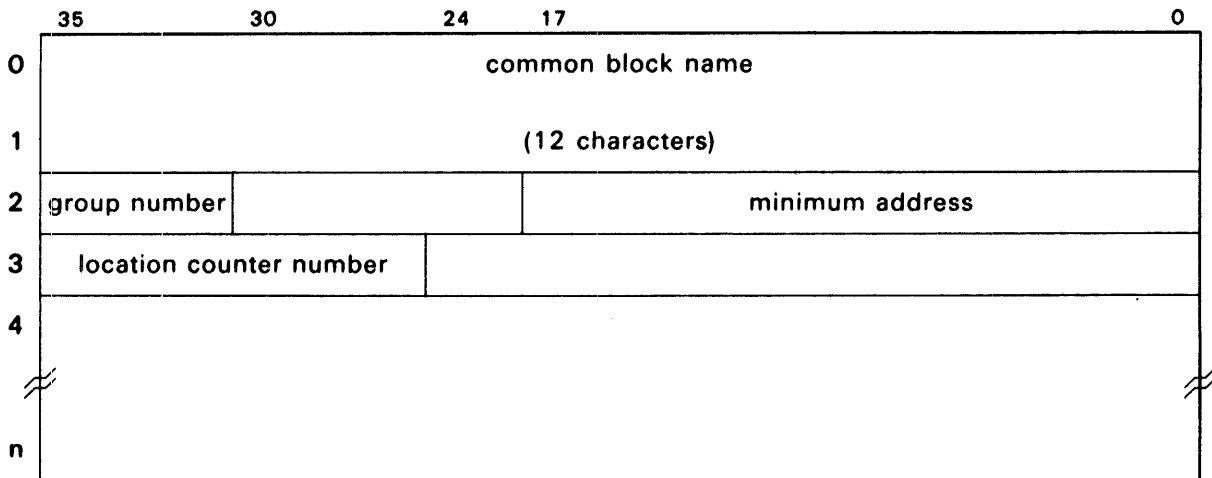 35 30 24 17 0
0 common block name
1 (12 characters)
2 group number minimum address
3 location counter number
4
n